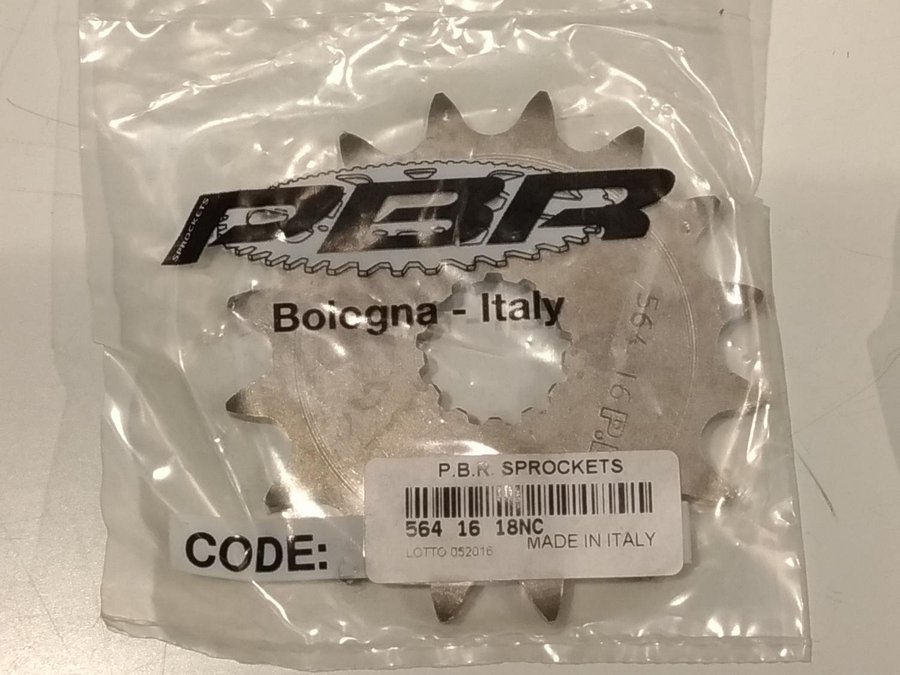 SPROCKETS
PBR
Bologna - Italy
564 16 P.
P.B.R. SPROCKETS
564 16 18NC
LOTTO 052016
MADE IN ITALY
CODE: